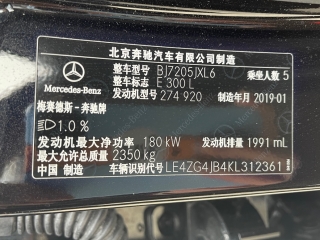 北京奔驰汽车有限公司制造
Mercedes-Benz
整车型号 BJ7205JXL6 乘坐人数 5
整车标志 E 300 L
发动机型号 274 920 制造年月 2019-01
梅赛德斯-奔驰牌
1.0 %
发动机最大净功率 180 kW 发动机排量 1991 mL
最大允许总质量 2350 kg
中国 制造 车辆识别代号 LE4ZG4JB4KL312361